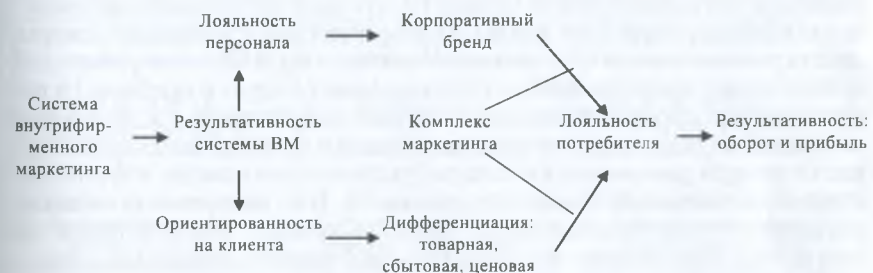 Лояльность
персонала
Корпоративный
бренд
Система
внутрифир-
менного
маркетинга
Результативность
системы ВМ
Комплекс
маркетинга
Лояльность
потребителя
Результативность:
оборот и прибыль
Ориентированность
на клиента
Дифференциация:
товарная,
сбытовая, ценовая